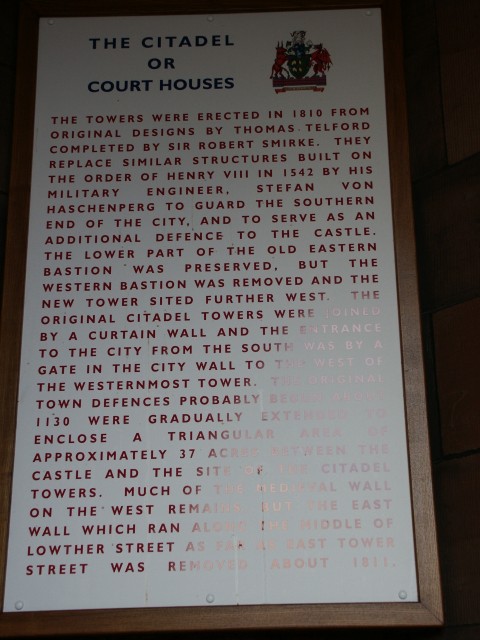 THE CITADEL
OR
COURT HOUSES
THE TOWERS WERE ERECTED IN 1810 FROM
ORIGINAL DESIGNS BY THOMAS TELFORD
COMPLETED BY SIR ROBERT SMIRKE. THEY
REPLACE SIMILAR STRUCTURES BUILT ON
THE ORDER OF HENRY VIII IN 1542 BY HIS
MILITARY ENGINEER, STEFAN VON
HASCHENPERG TO GUARD THE SOUTHERN
END OF THE CITY, AND TO SERVE AS AN
ADDITIONAL DEFENCE TO THE CASTLE.
THE LOWER PART OF THE OLD EASTERN
BASTION WAS PRESERVED, BUT THE
WESTERN BASTION WAS REMOVED AND THE
NEW TOWER SITED FURTHER WEST. THE
ORIGINAL CITADEL TOWERS WERE JOINED
BY A CURTAIN WALL AND THE ENTRANCE
TO THE CITY FROM THE SOUTH WAS BY A
GATE IN THE CITY WALL TO THE WEST OF
THE WESTERNMOST TOWER. THE ORIGINAL
TOWN DEFENCES PROBABLY BEGUN ABOUT
1130 WERE GRADUALLY EXTENDED TO
ENCLOSE A TRIANGULAR AREA OF
APPROXIMATELY 37 ACRES BETWEEN THE
CASTLE AND THE SITE OF THE CITADEL
TOWERS. MUCH OF THE MEDIEVAL WALL
ON THE WEST REMAINS BUT THE EAST
WALL WHICH RAN ALONG THE MIDDLE OF
LOWTHER STREET AS FAR AS EAST TOWER
STREET WAS REMOVED ABOUT 1811.